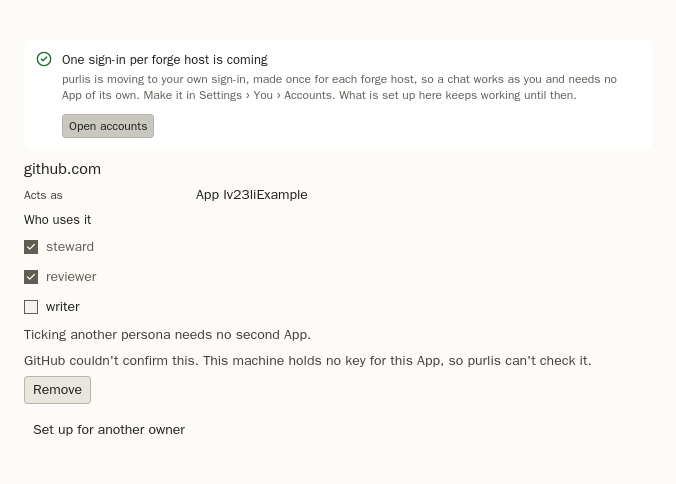 One sign-in per forge host is coming
purlis is moving to your own sign-in, made once for each forge host, so a chat works as you and needs no
App of its own. Make it in Settings › You › Accounts. What is set up here keeps working until then.
Open accounts
github.com
Acts as App Iv23liExample
Who uses it
steward
reviewer
writer
Ticking another persona needs no second App.
GitHub couldn't confirm this. This machine holds no key for this App, so purlis can't check it.
Remove
Set up for another owner